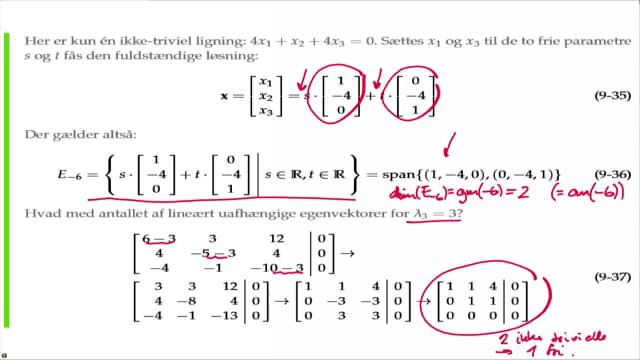 Her er kun én ikke-triviel ligning: 4x₁ + x₂ + 4x₃ = 0. Sættes x₁ og x₃ til de to frie parametre
s og t fås den fuldstændige løsning:
x = [x₁; x₂; x₃] = s · [1; −4; 0] + t · [0; −4; 1] (9-35)
Der gælder altså:
E₋₆ = { s · [1; −4; 0] + t · [0; −4; 1] | s ∈ ℝ, t ∈ ℝ } = span{(1, −4, 0), (0, −4, 1)} (9-36)
dim(E₋₆) = gm(−6) = 2 (= am(−6))
Hvad med antallet af lineært uafhængige egenvektorer for λ₃ = 3?
[6 − 3 3 12 | 0; 4 −5 − 3 4 | 0; −4 −1 −10 − 3 | 0] →
[3 3 12 | 0; 4 −8 4 | 0; −4 −1 −13 | 0] → [1 1 4 | 0; 0 −3 −3 | 0; 0 3 3 | 0] → [1 1 4 | 0; 0 1 1 | 0; 0 0 0 | 0] (9-37)
2 ikke trivielle
→ 1 fri.